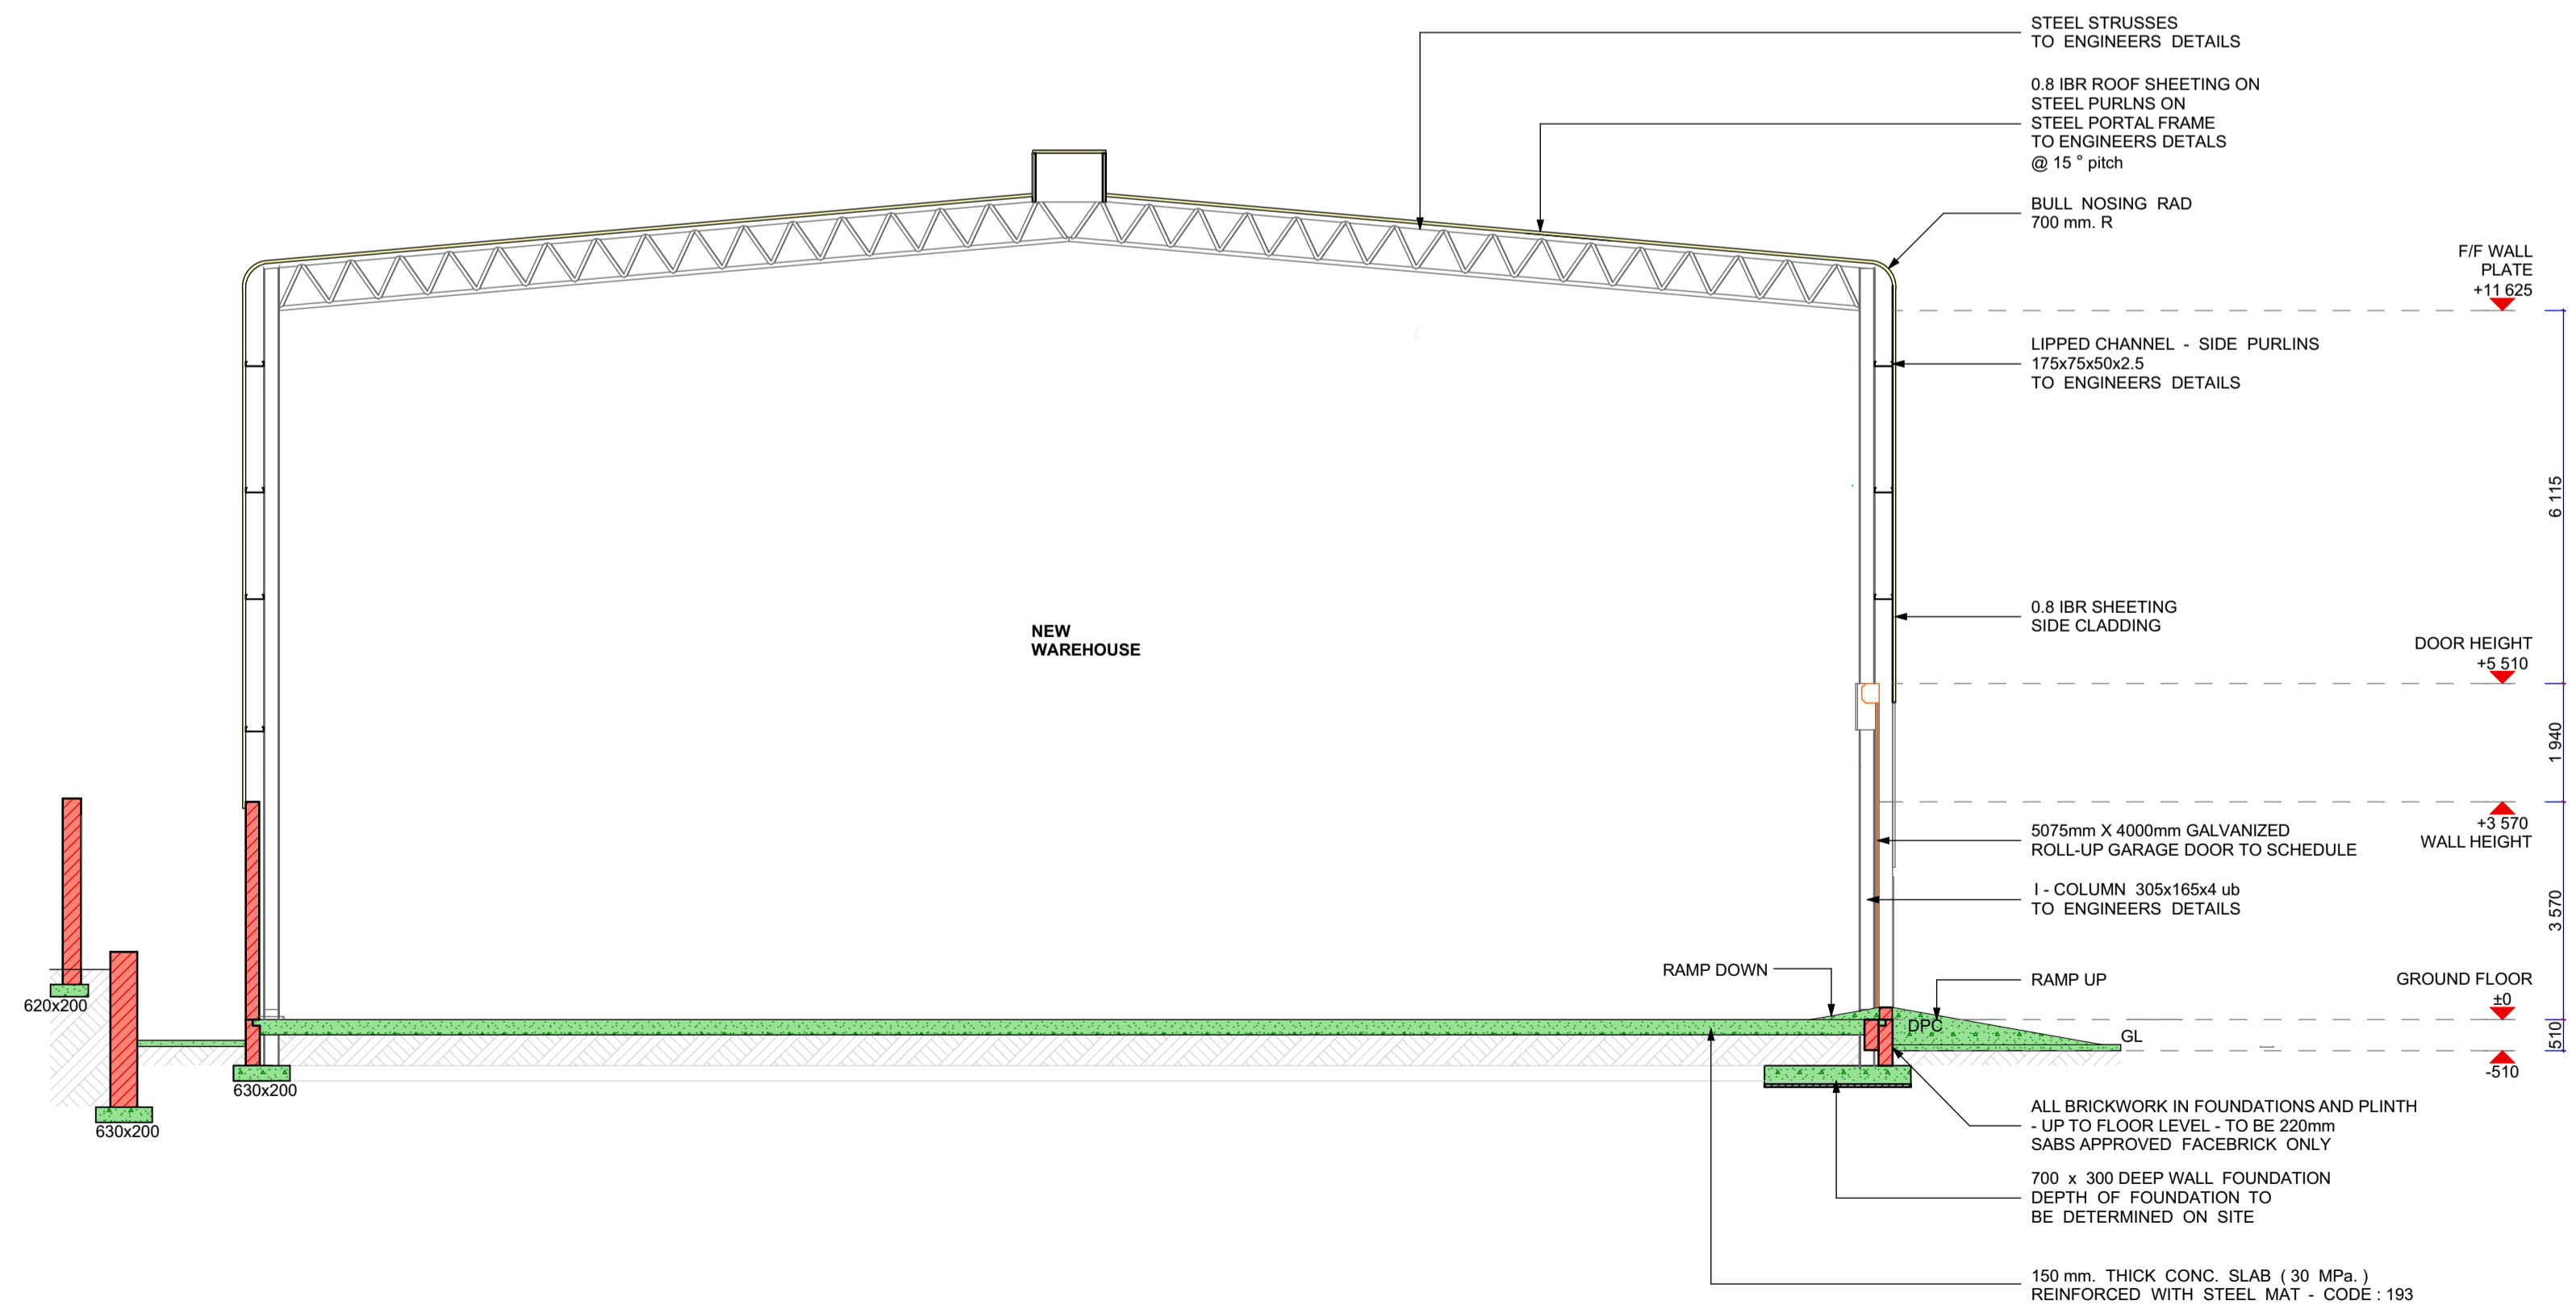 STEEL STRUSSES
TO ENGINEERS DETAILS
0.8 IBR ROOF SHEETING ON
STEEL PURLNS ON
STEEL PORTAL FRAME
TO ENGINEERS DETALS
@ 15 ° pitch
BULL NOSING RAD
700 mm. R
F/F WALL
PLATE
+11 625
LIPPED CHANNEL - SIDE PURLINS
175x75x50x2.5
TO ENGINEERS DETAILS
6 115
NEW
WAREHOUSE
0.8 IBR SHEETING
SIDE CLADDING
DOOR HEIGHT
+5 510
1 940
5075mm X 4000mm GALVANIZED
ROLL-UP GARAGE DOOR TO SCHEDULE
+3 570
WALL HEIGHT
I - COLUMN 305x165x4 ub
TO ENGINEERS DETAILS
3 570
RAMP DOWN
RAMP UP
GROUND FLOOR
±0
620x200
DPC
GL
510
-510
630x200
630x200
ALL BRICKWORK IN FOUNDATIONS AND PLINTH
- UP TO FLOOR LEVEL - TO BE 220mm
SABS APPROVED FACEBRICK ONLY
700 x 300 DEEP WALL FOUNDATION
DEPTH OF FOUNDATION TO
BE DETERMINED ON SITE
150 mm. THICK CONC. SLAB ( 30 MPa. )
REINFORCED WITH STEEL MAT - CODE : 193